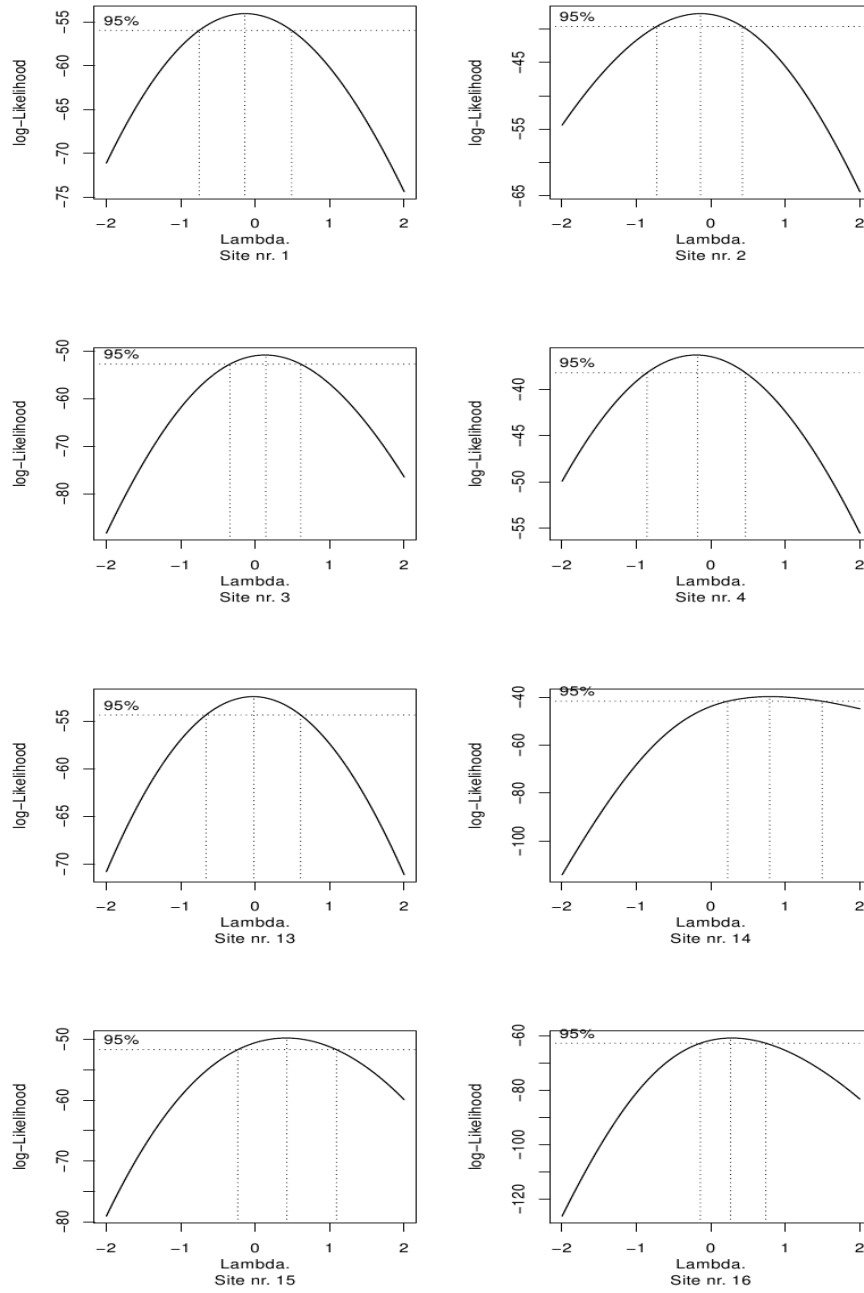 95%
log−Likelihood
−55
−60
−65
−70
−75
−2 −1 0 1 2
Lambda.
Site nr. 1
95%
log−Likelihood
−45
−55
−65
−2 −1 0 1 2
Lambda.
Site nr. 2
95%
log−Likelihood
−50
−60
−70
−80
−2 −1 0 1 2
Lambda.
Site nr. 3
95%
log−Likelihood
−40
−45
−50
−55
−2 −1 0 1 2
Lambda.
Site nr. 4
95%
log−Likelihood
−55
−60
−65
−70
−2 −1 0 1 2
Lambda.
Site nr. 13
95%
log−Likelihood
−40
−60
−80
−100
−2 −1 0 1 2
Lambda.
Site nr. 14
95%
log−Likelihood
−50
−60
−70
−80
−2 −1 0 1 2
Lambda.
Site nr. 15
95%
log−Likelihood
−60
−80
−100
−120
−2 −1 0 1 2
Lambda.
Site nr. 16